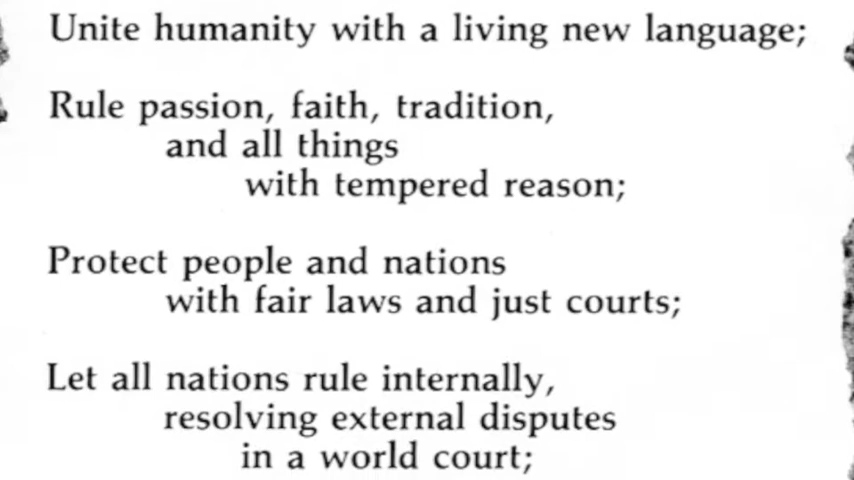 Unite humanity with a living new language;
Rule passion, faith, tradition,
and all things
with tempered reason;
Protect people and nations
with fair laws and just courts;
Let all nations rule internally,
resolving external disputes
in a world court;